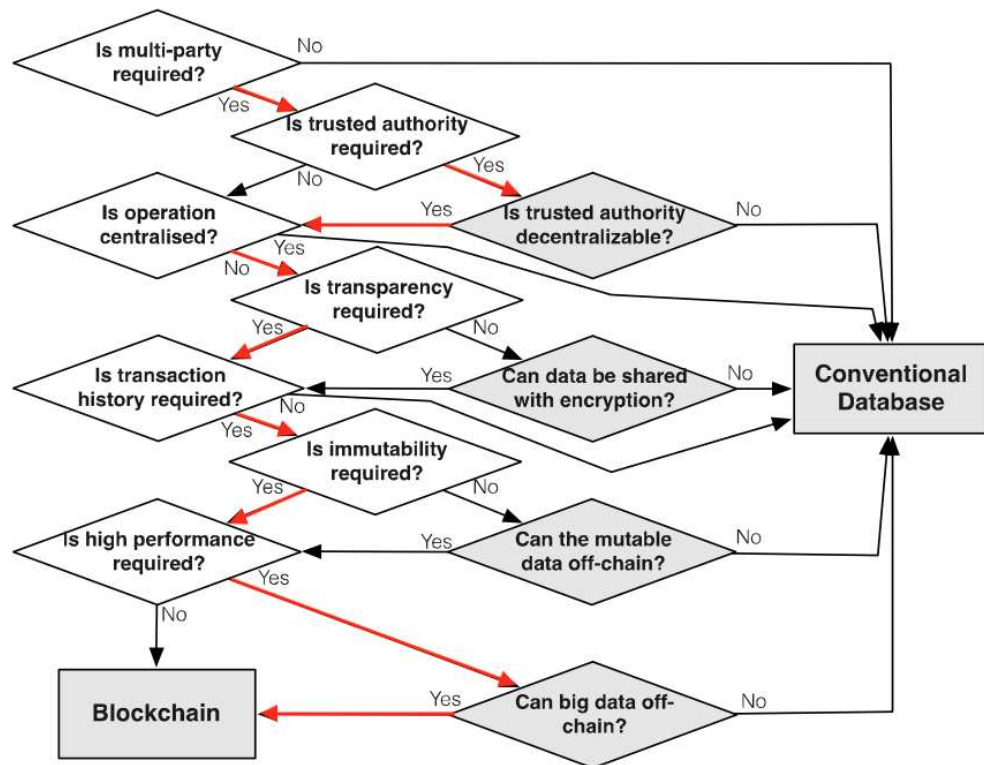 Is multi-party
required?
No
Yes
Is trusted authority
required?
Yes
No
Is operation
centralised?
Yes
Is trusted authority
decentralizable?
No
Yes
No
Is transparency
required?
Yes
No
Is transaction
history required?
Yes
Can data be shared
with encryption?
No
Conventional
Database
No
Yes
Is immutability
required?
Yes
No
Is high performance
required?
Yes
Can the mutable
data off-chain?
No
Yes
No
Blockchain
Yes
Can big data off-
chain?
No